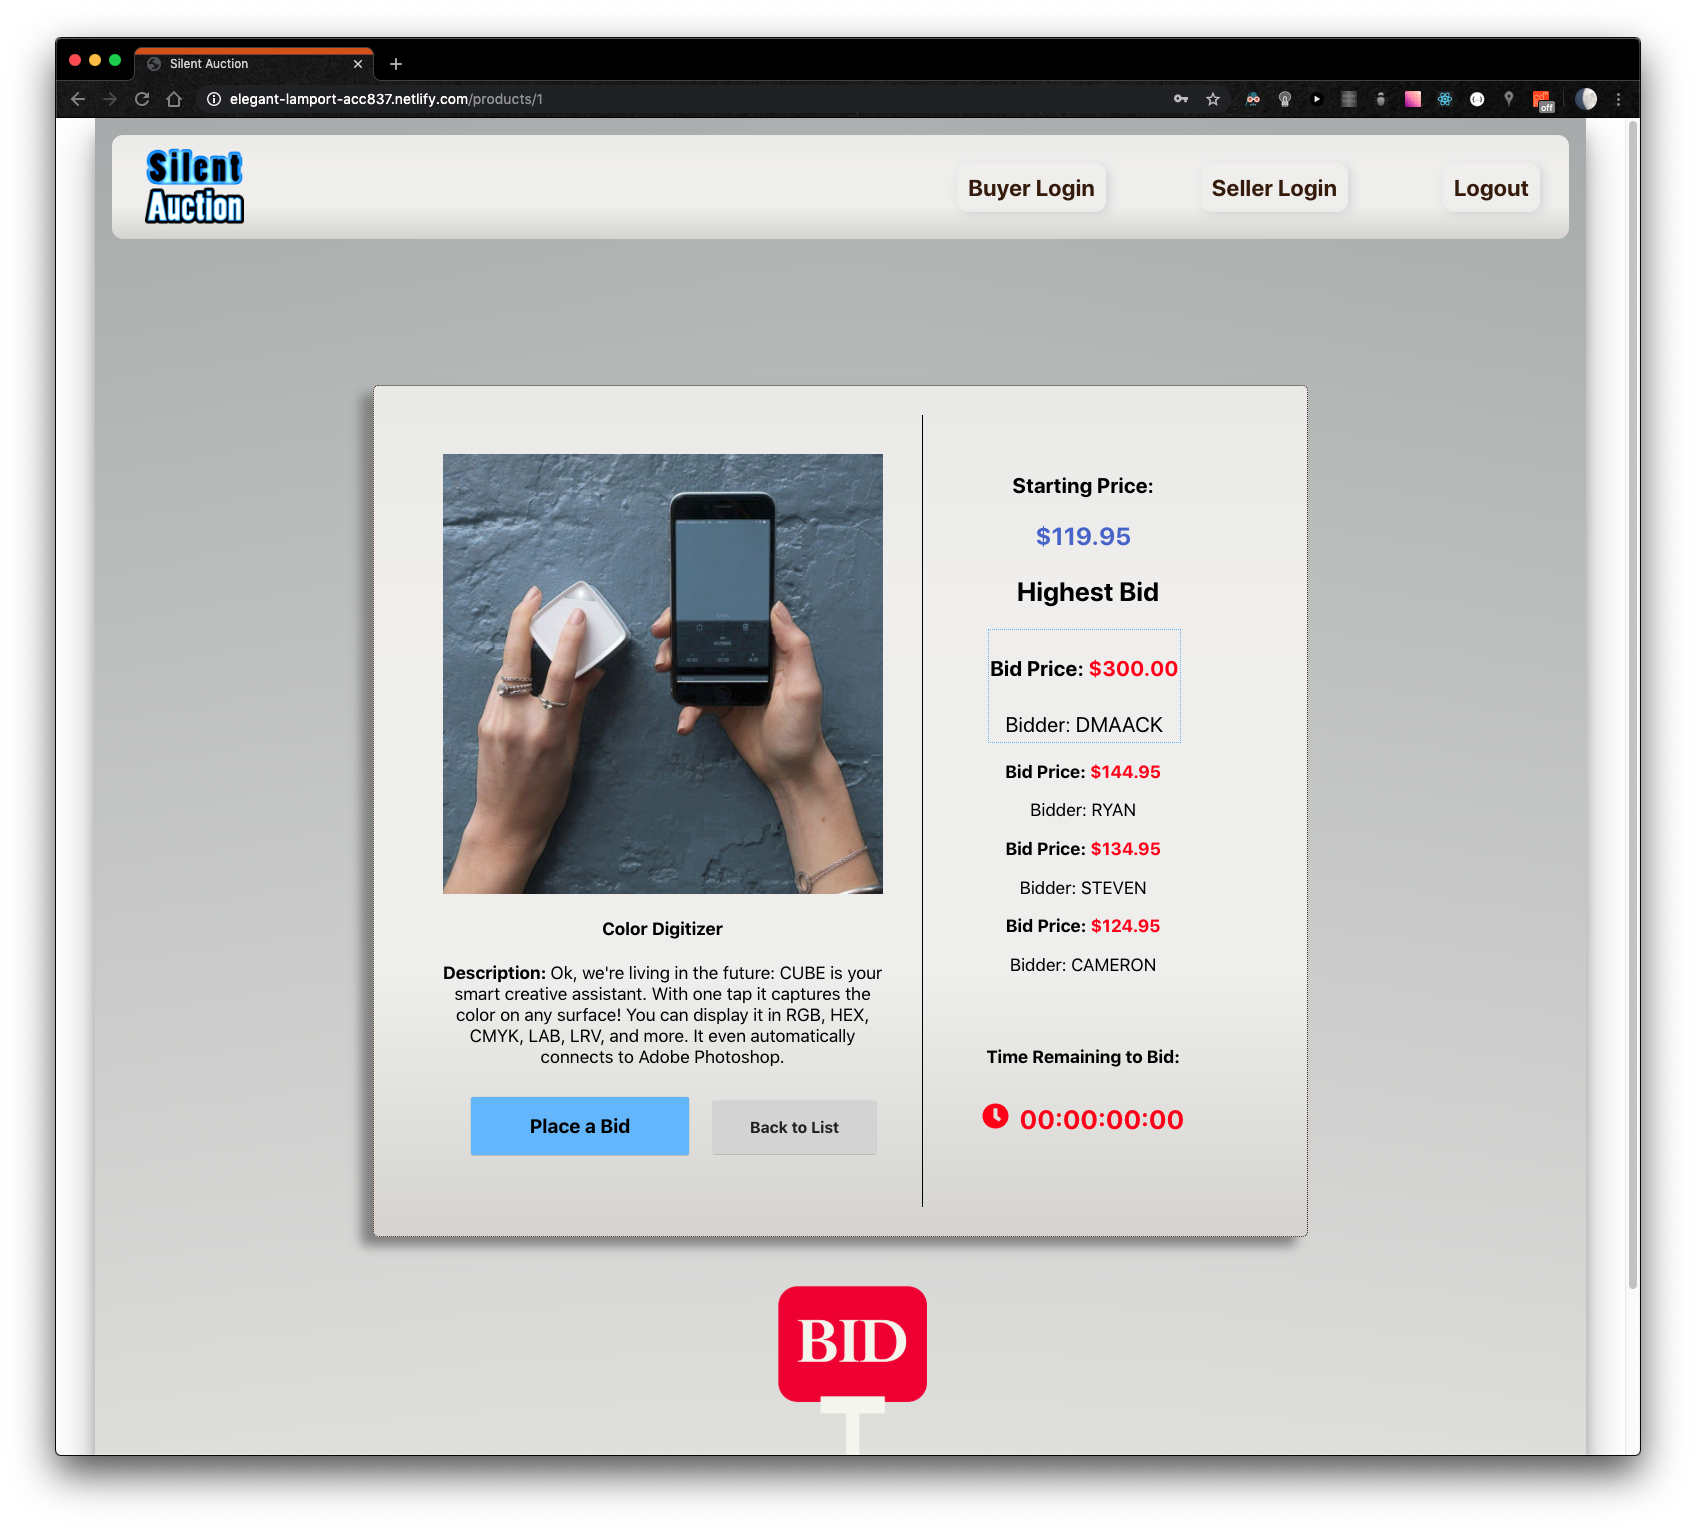 Silent Auction
elegant-lamport-acc837.netlify.com/products/1
off
Silent
Auction
Buyer Login
Seller Login
Logout
Starting Price:
$119.95
Highest Bid
Bid Price: $300.00
Bidder: DMAACK
Bid Price: $144.95
Bidder: RYAN
Bid Price: $134.95
Bidder: STEVEN
Bid Price: $124.95
Bidder: CAMERON
Time Remaining to Bid:
00:00:00:00
Color Digitizer
Description: Ok, we're living in the future: CUBE is your
smart creative assistant. With one tap it captures the
color on any surface! You can display it in RGB, HEX,
CMYK, LAB, LRV, and more. It even automatically
connects to Adobe Photoshop.
Place a Bid
Back to List
BID